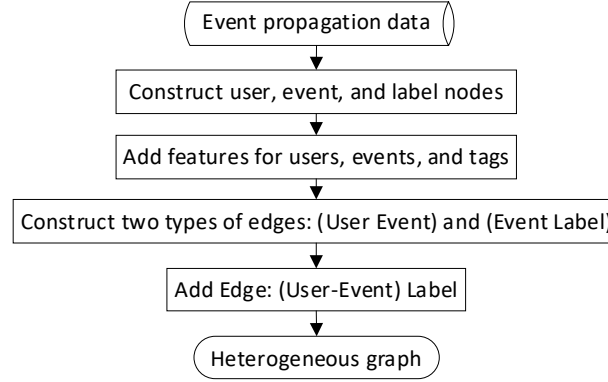 Event propagation data
Construct user, event, and label nodes
Add features for users, events, and tags
Construct two types of edges: (User Event) and (Event Label)
Add Edge: (User-Event) Label
Heterogeneous graph